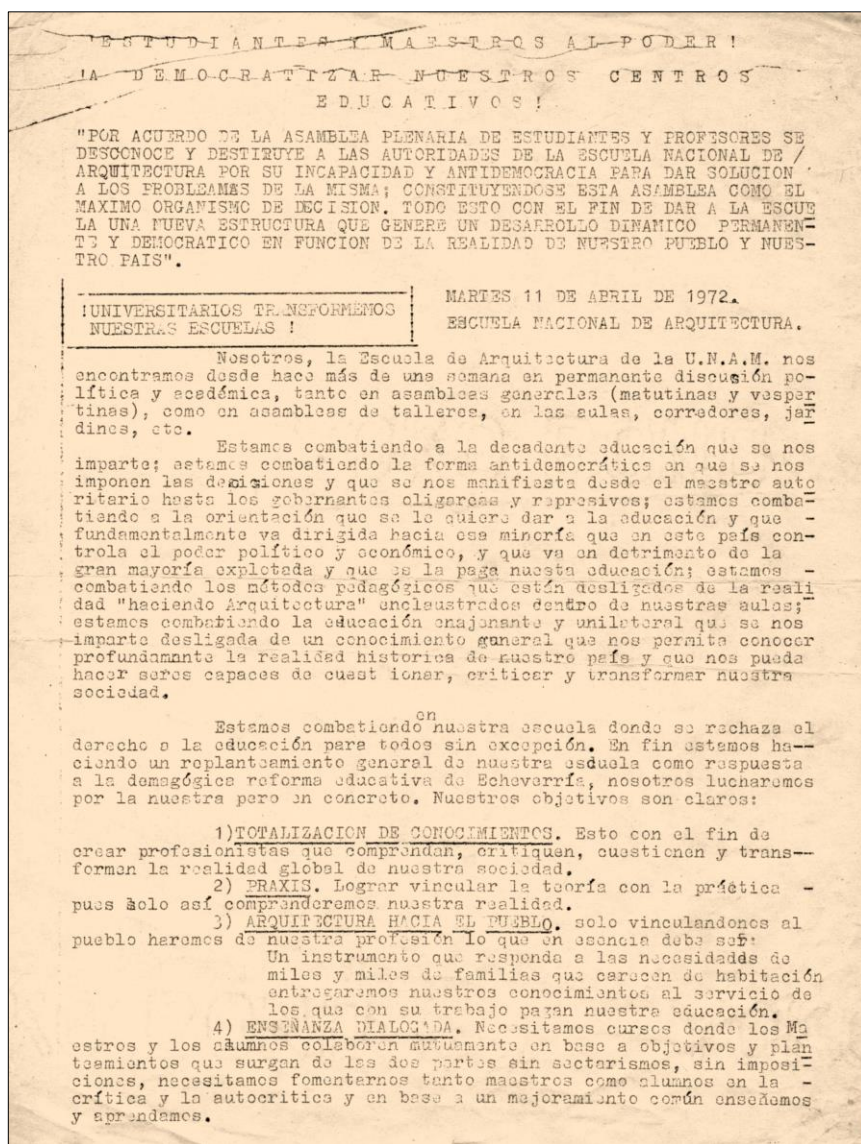 !ESTUDIANTES Y MAESTROS AL PODER!
!A DEMOCRATIZAR NUESTROS CENTROS
EDUCATIVOS!
"POR ACUERDO DE LA ASAMBLEA PLENARIA DE ESTUDIANTES Y PROFESORES SE
DESCONOCE Y DESTITUYE A LAS AUTORIDADES DE LA ESCUELA NACIONAL DE /
ARQUITECTURA POR SU INCAPACIDAD Y ANTIDEMOCRACIA PARA DAR SOLUCION
A LOS PROBLEAMAS DE LA MISMA; CONSTITUYENDOSE ESTA ASAMBLEA COMO EL
MAXIMO ORGANISMO DE DECISION. TODO ESTO CON EL FIN DE DAR A LA ESCUE
LA UNA NUEVA ESTRUCTURA QUE GENERE UN DESARROLLO DINAMICO PERMANEN-
TE Y DEMOCRATICO EN FUNCION DE LA REALIDAD DE NUESTRO PUEBLO Y NUES-
TRO PAIS".
!UNIVERSITARIOS TRANSFORMEMOS
NUESTRAS ESCUELAS !
MARTES 11 DE ABRIL DE 1972.
ESCUELA NACIONAL DE ARQUITECTURA.
Nosotros, la Escuela de Arquitectura de la U.N.A.M. nos
encontramos desde hace más de una semana en permanente discusión po-
lítica y académica, tanto en asambleas generales (matutinas y vesper
tinas), como en asambleas de talleres, en las aulas, corredores, jar
dines, etc.
Estamos combatiendo a la decadente educación que se nos
imparte; estamos combatiendo la forma antidemocrática en que se nos
imponen las decisiones y que se nos manifiesta desde el maestro auto
ritario hasta los gobernantes oligarcas y represivos; estamos comba-
tiendo a la orientación que se le quiere dar a la educación y que -
fundamentalmente va dirigida hacia esa minoría que en este país con-
trola el poder político y económico, y que va en detrimento de la
gran mayoría explotada y que es la paga nuesta educación; estamos -
combatiendo los métodos pedagógicos que están desligados de la reali
dad "haciendo Arquitectura" enclaustrados dentro de nuestras aulas;
estamos combatiendo la educación enajenante y unilateral que se nos
imparte desligada de un conocimiento general que nos permita conocer
profundamnte la realidad historica de nuestro país y que nos pueda
hacer seres capaces de cuest ionar, criticar y transformar nuestra
sociedad.
en
Estamos combatiendo nuestra escuela donde se rechaza el
derecho a la educación para todos sin excepción. En fin estamos ha--
ciendo un replanteamiento general de nuestra esduela como respuesta
a la demagógica reforma educativa de Echeverría, nosotros lucharemos
por la nuestra pero en concreto. Nuestros objetivos son claros:
1)TOTALIZACION DE CONOCIMIENTOS. Esto con el fin de
crear profesionistas que comprendan, critiquen, cuestionen y trans--
formen la realidad global de nuestra sociedad.
2) PRAXIS. Lograr vincular la teoría con la práctica -
pues solo así comprenderemos nuestra realidad.
3) ARQUITECTURA HACIA EL PUEBLO. solo vinculandonos al
pueblo haremos de nuestra profesión lo que en esencia debe ser:
Un instrumento que responda a las necesidadds de
miles y miles de familias que carecen de habitación
entregaremos nuestros conocimientos al servicio de
los que con su trabajo pagan nuestra educación.
4) ENSEÑANZA DIALOGADA. Necesitamos cursos donde los Ma
estros y los alumnos colaboren mutuamente en base a objetivos y plan
teamientos que surgan de las dos partes sin sectarismos, sin imposi-
ciones, necesitamos fomentarnos tanto maestros como alumnos en la -
crítica y la autocritica y en base a un mejoramiento común enseñemos
y aprendamos.